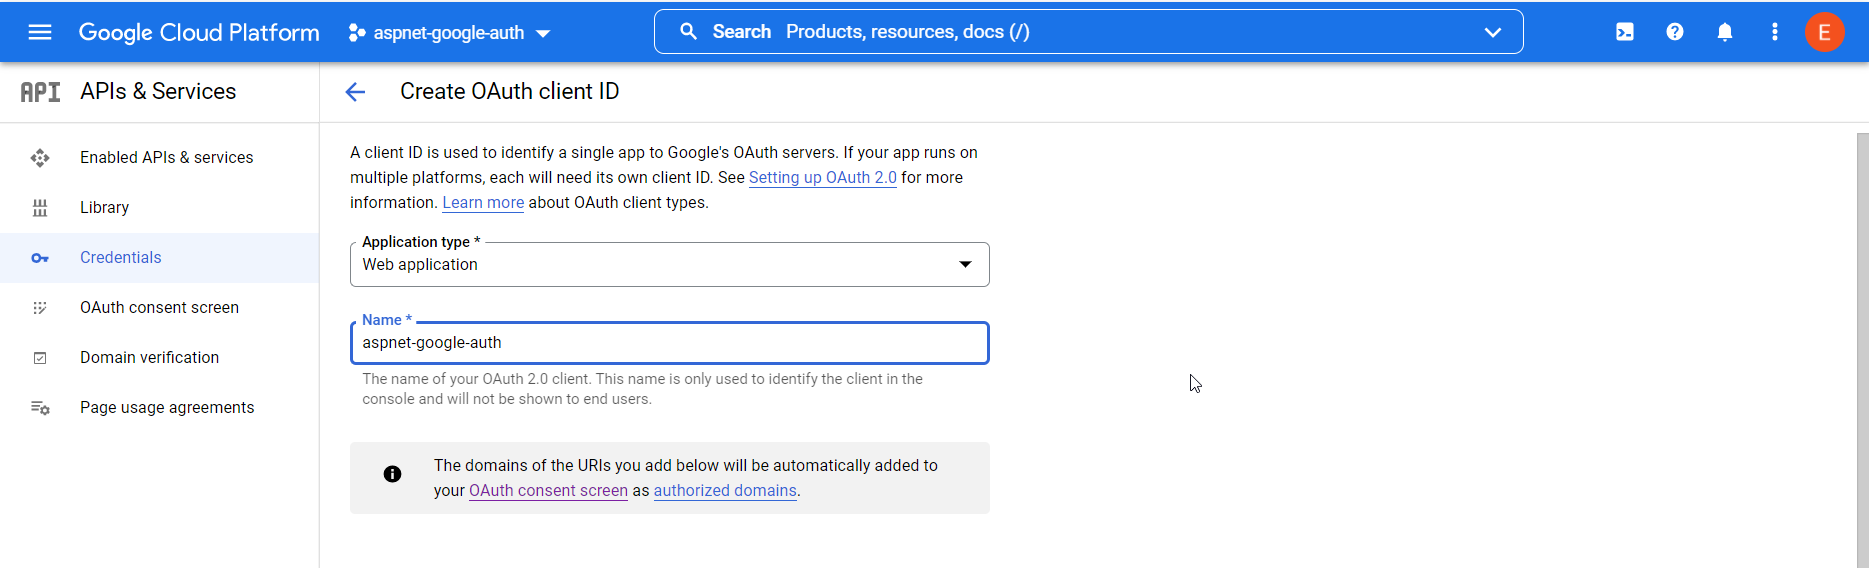 Google Cloud Platform
aspnet-google-auth
Search Products, resources, docs (/)
E
API APIs & Services
Create OAuth client ID
Enabled APIs & services
Library
Credentials
OAuth consent screen
Domain verification
Page usage agreements
A client ID is used to identify a single app to Google's OAuth servers. If your app runs on
multiple platforms, each will need its own client ID. See Setting up OAuth 2.0 for more
information. Learn more about OAuth client types.
Application type *
Web application
Name *
aspnet-google-auth
The name of your OAuth 2.0 client. This name is only used to identify the client in the
console and will not be shown to end users.
The domains of the URIs you add below will be automatically added to
your OAuth consent screen as authorized domains.